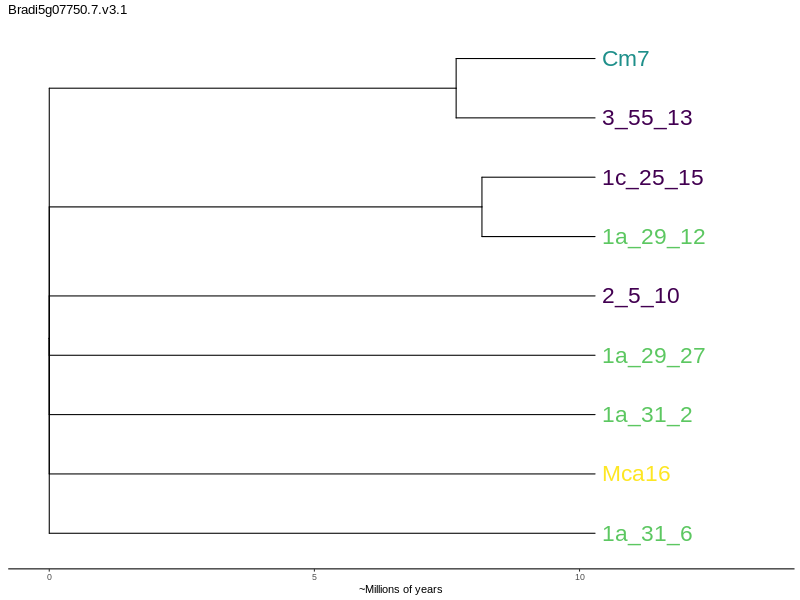 Bradi5g07750.7.v3.1
Cm7
3_55_13
1c_25_15
1a_29_12
2_5_10
1a_29_27
1a_31_2
Mca16
1a_31_6
0 5 10
~Millions of years